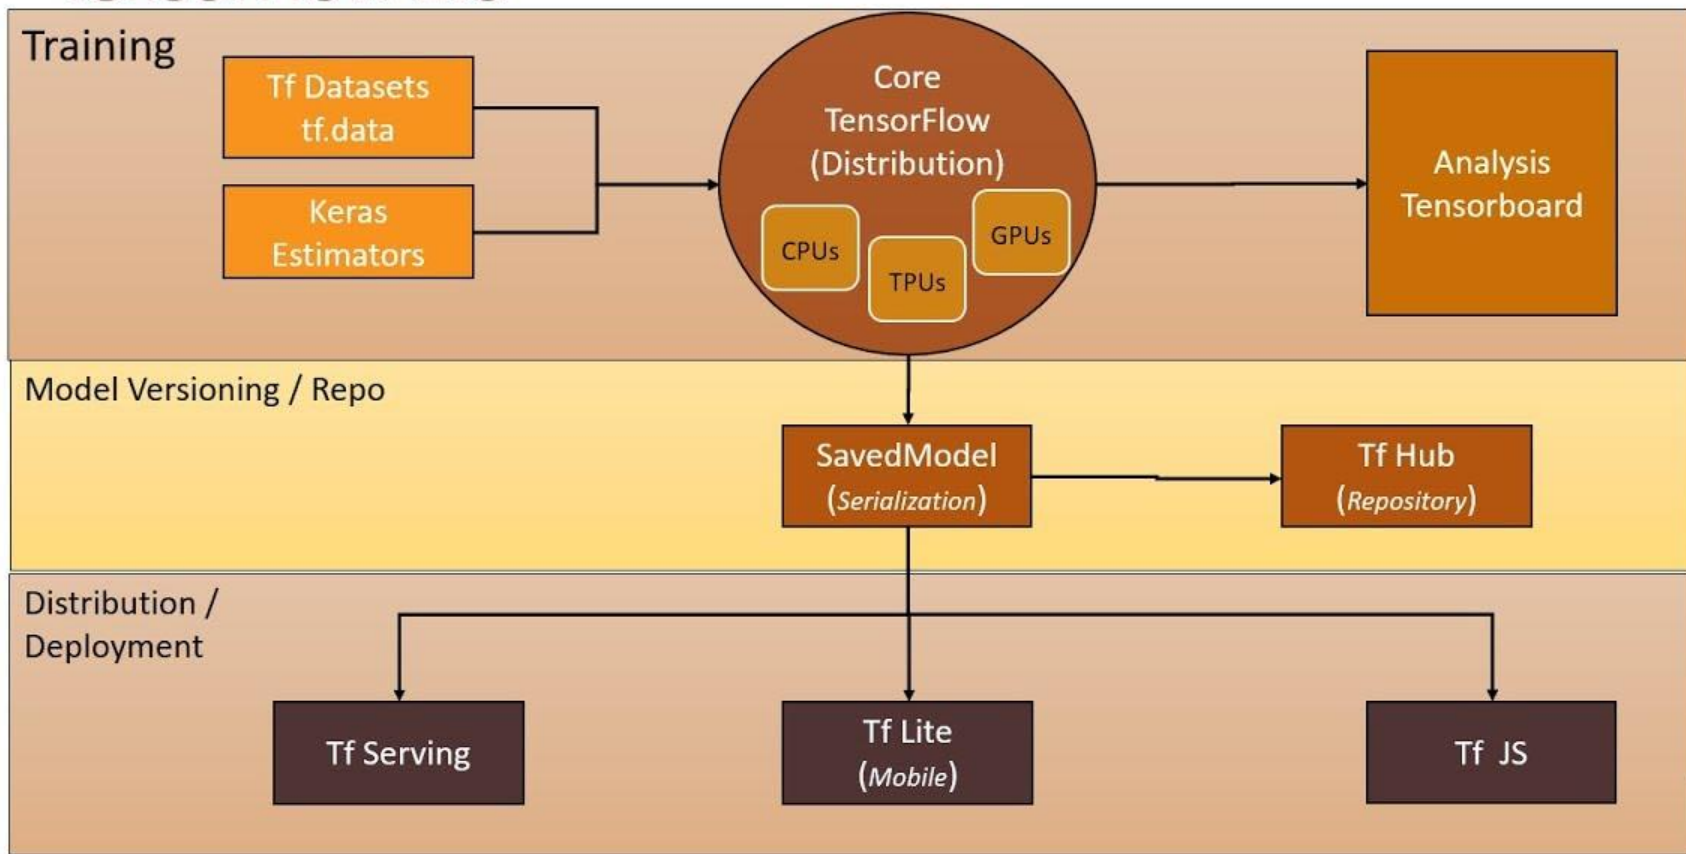 Training
Tf Datasets
tf.data
Keras
Estimators
Core
TensorFlow
(Distribution)
CPUs
TPUs
GPUs
Analysis
Tensorboard
Model Versioning / Repo
SavedModel
(Serialization)
Tf Hub
(Repository)
Distribution /
Deployment
Tf Serving
Tf Lite
(Mobile)
Tf JS